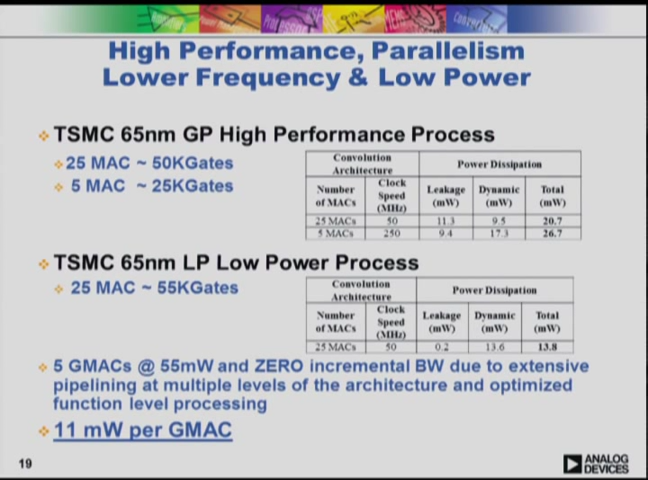 High Performance, Parallelism
Lower Frequency & Low Power
TSMC 65nm GP High Performance Process
25 MAC ~ 50KGates
5 MAC ~ 25KGates
Convolution Architecture Power Dissipation
Number of MACs Clock Speed (MHz) Leakage (mW) Dynamic (mW) Total (mW)
25 MACs 50 11.3 9.5 20.7
5 MACs 250 9.4 17.3 26.7
TSMC 65nm LP Low Power Process
25 MAC ~ 55KGates
Convolution Architecture Power Dissipation
Number of MACs Clock Speed (MHz) Leakage (mW) Dynamic (mW) Total (mW)
25 MACs 50 0.2 13.6 13.8
5 GMACs @ 55mW and ZERO incremental BW due to extensive
pipelining at multiple levels of the architecture and optimized
function level processing
11 mW per GMAC
19
ANALOG
DEVICES